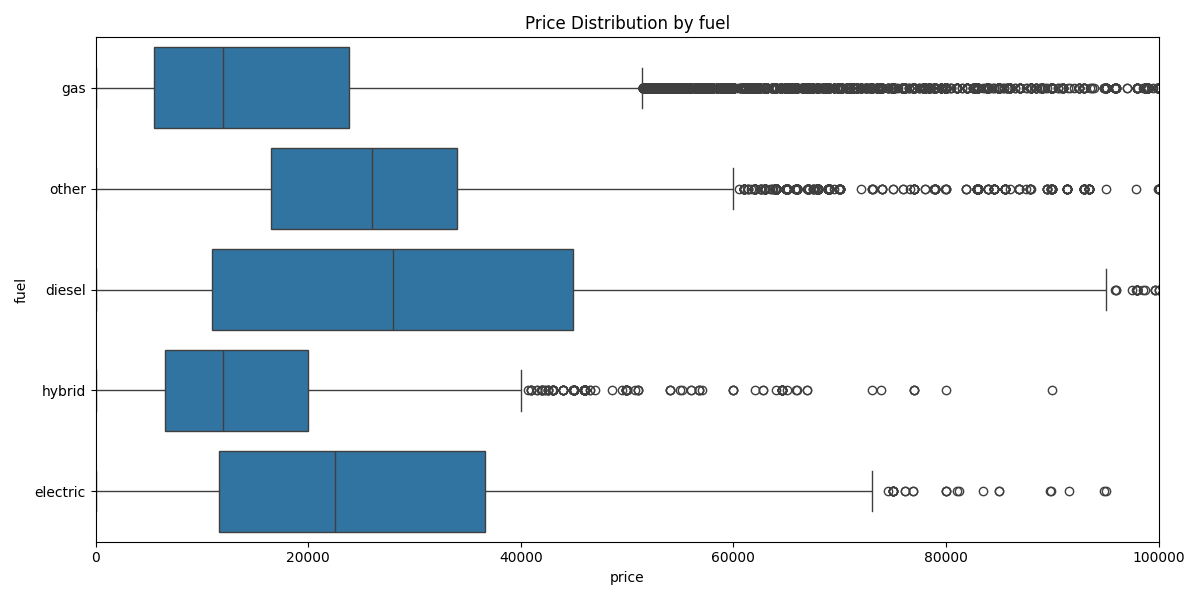 Price Distribution by fuel
gas
other
diesel
hybrid
electric
fuel
0 20000 40000 60000 80000 100000
price